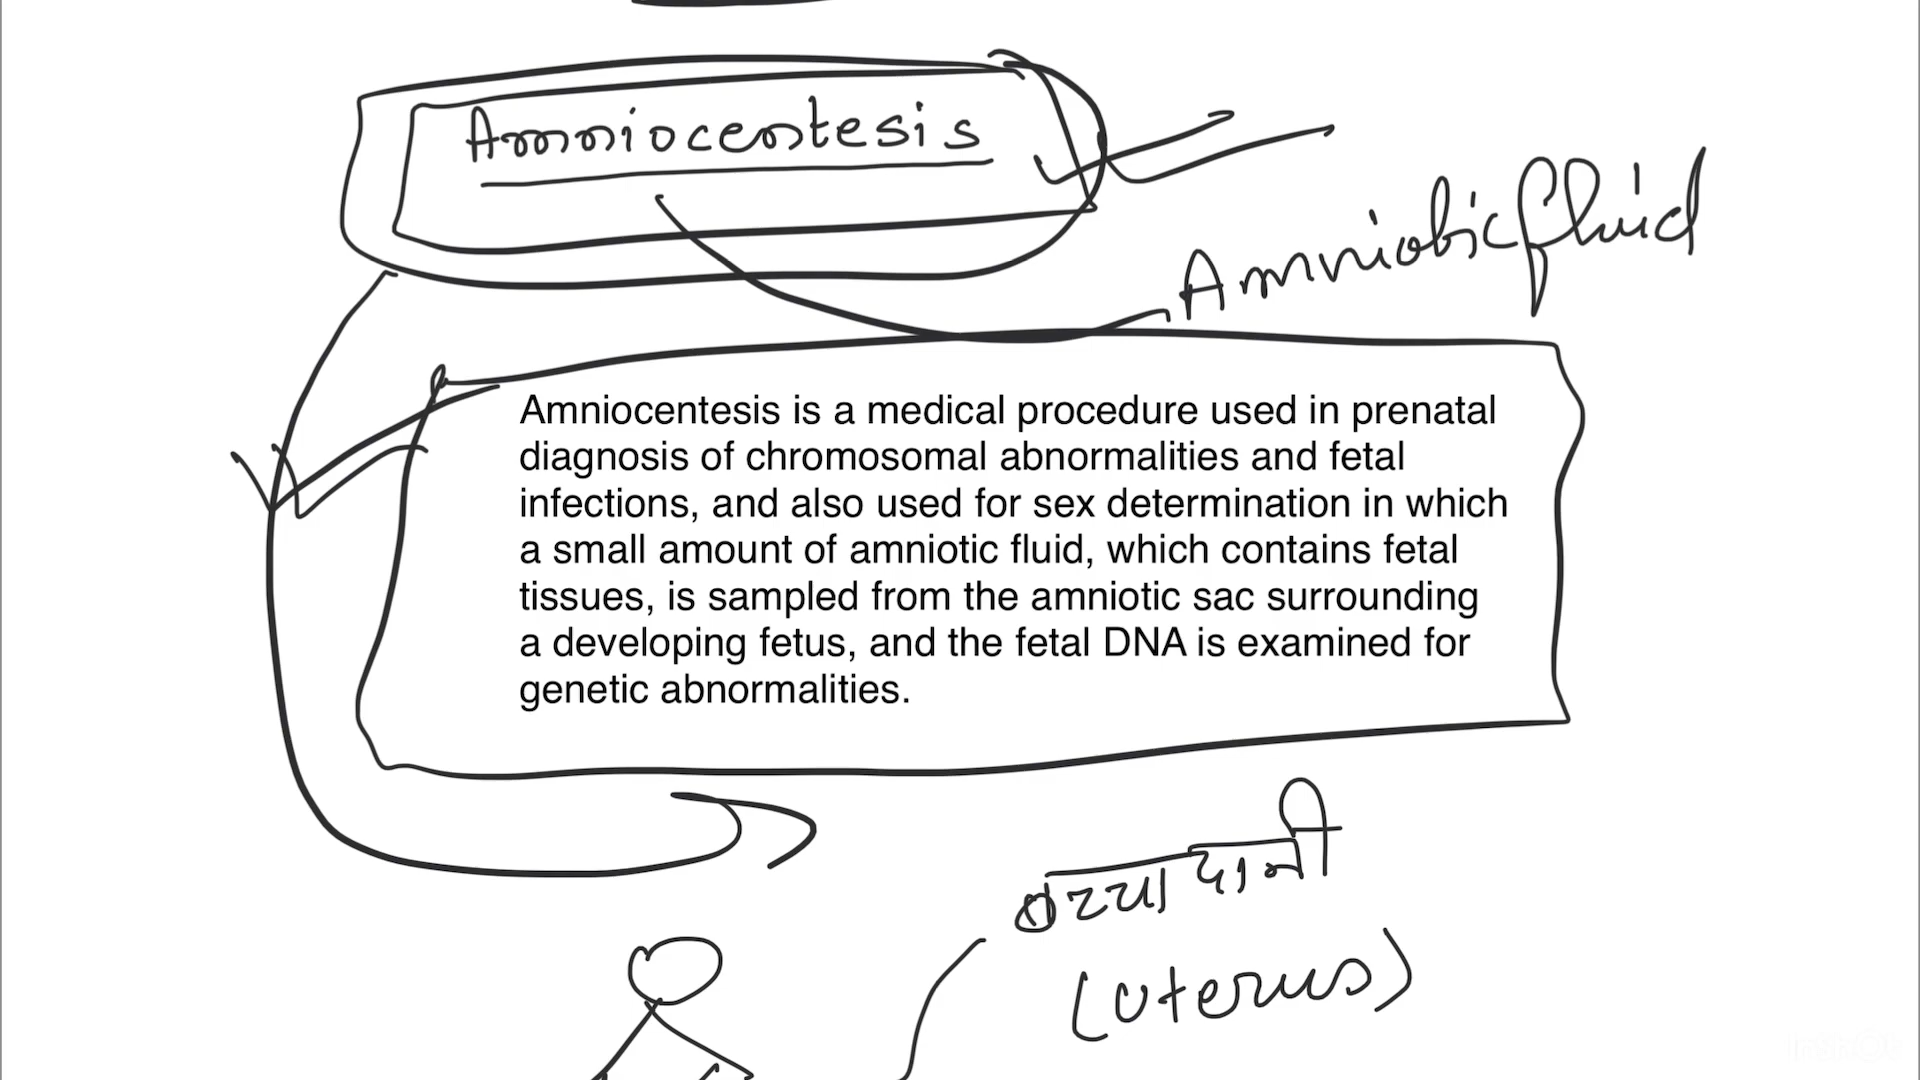 Amniocentesis
Amniotic fluid
Amniocentesis is a medical procedure used in prenatal
diagnosis of chromosomal abnormalities and fetal
infections, and also used for sex determination in which
a small amount of amniotic fluid, which contains fetal
tissues, is sampled from the amniotic sac surrounding
a developing fetus, and the fetal DNA is examined for
genetic abnormalities.
(uterus)